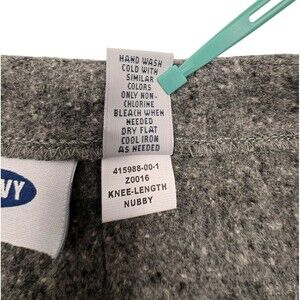 HAND WASH
COLD WITH
SIMILAR
COLORS
ONLY NON-
CHLORINE
BLEACH WHEN
NEEDED
DRY FLAT
COOL IRON
AS NEEDED
VY
415988-00-1
Z0016
KNEE-LENGTH
NUBBY